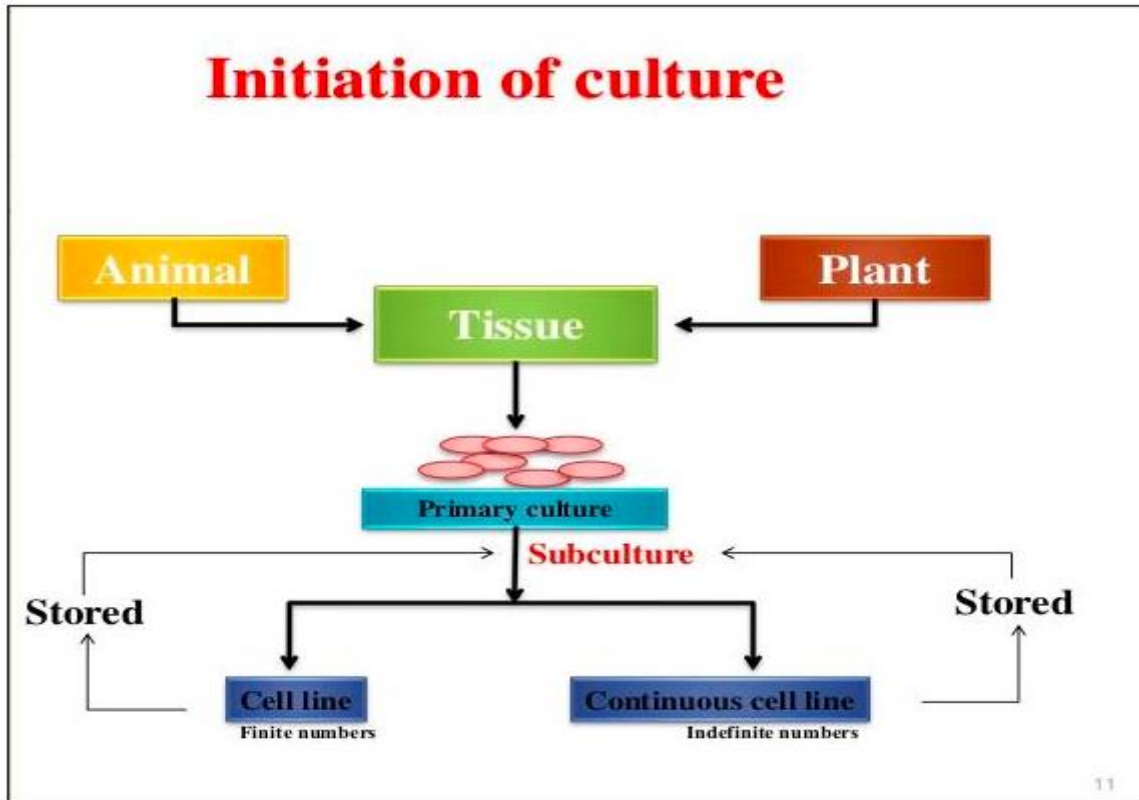 Initiation of culture
Animal
Plant
Tissue
Primary culture
Subculture
Stored
Stored
Cell line
Finite numbers
Continuous cell line
Indefinite numbers
11